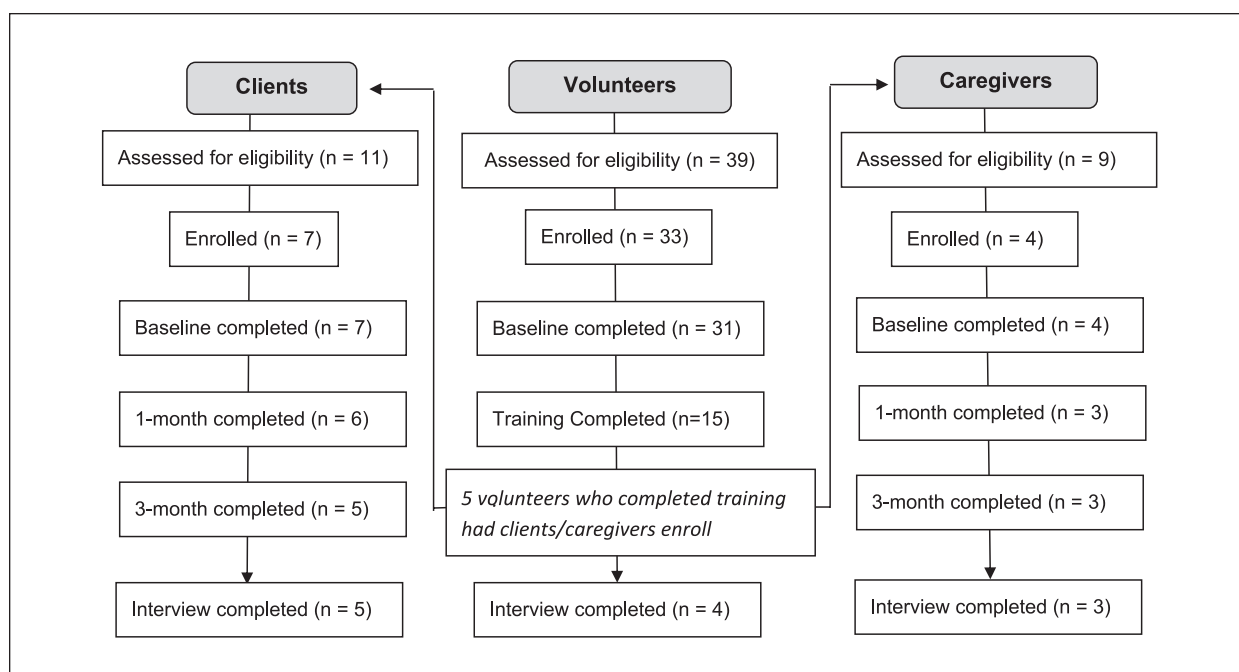 Clients
Assessed for eligibility (n = 11)
Enrolled (n = 7)
Baseline completed (n = 7)
1-month completed (n = 6)
3-month completed (n = 5)
Interview completed (n = 5)
Volunteers
Assessed for eligibility (n = 39)
Enrolled (n = 33)
Baseline completed (n = 31)
Training Completed (n=15)
5 volunteers who completed training
had clients/caregivers enroll
Interview completed (n = 4)
Caregivers
Assessed for eligibility (n = 9)
Enrolled (n = 4)
Baseline completed (n = 4)
1-month completed (n = 3)
3-month completed (n = 3)
Interview completed (n = 3)